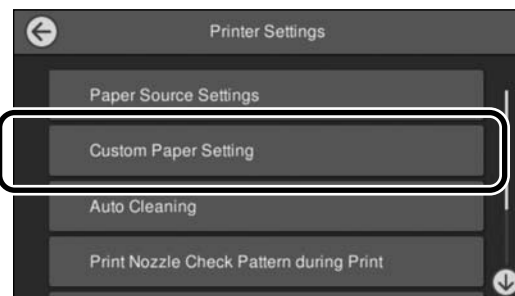 Printer Settings
Paper Source Settings
Custom Paper Setting
Auto Cleaning
Print Nozzle Check Pattern during Print